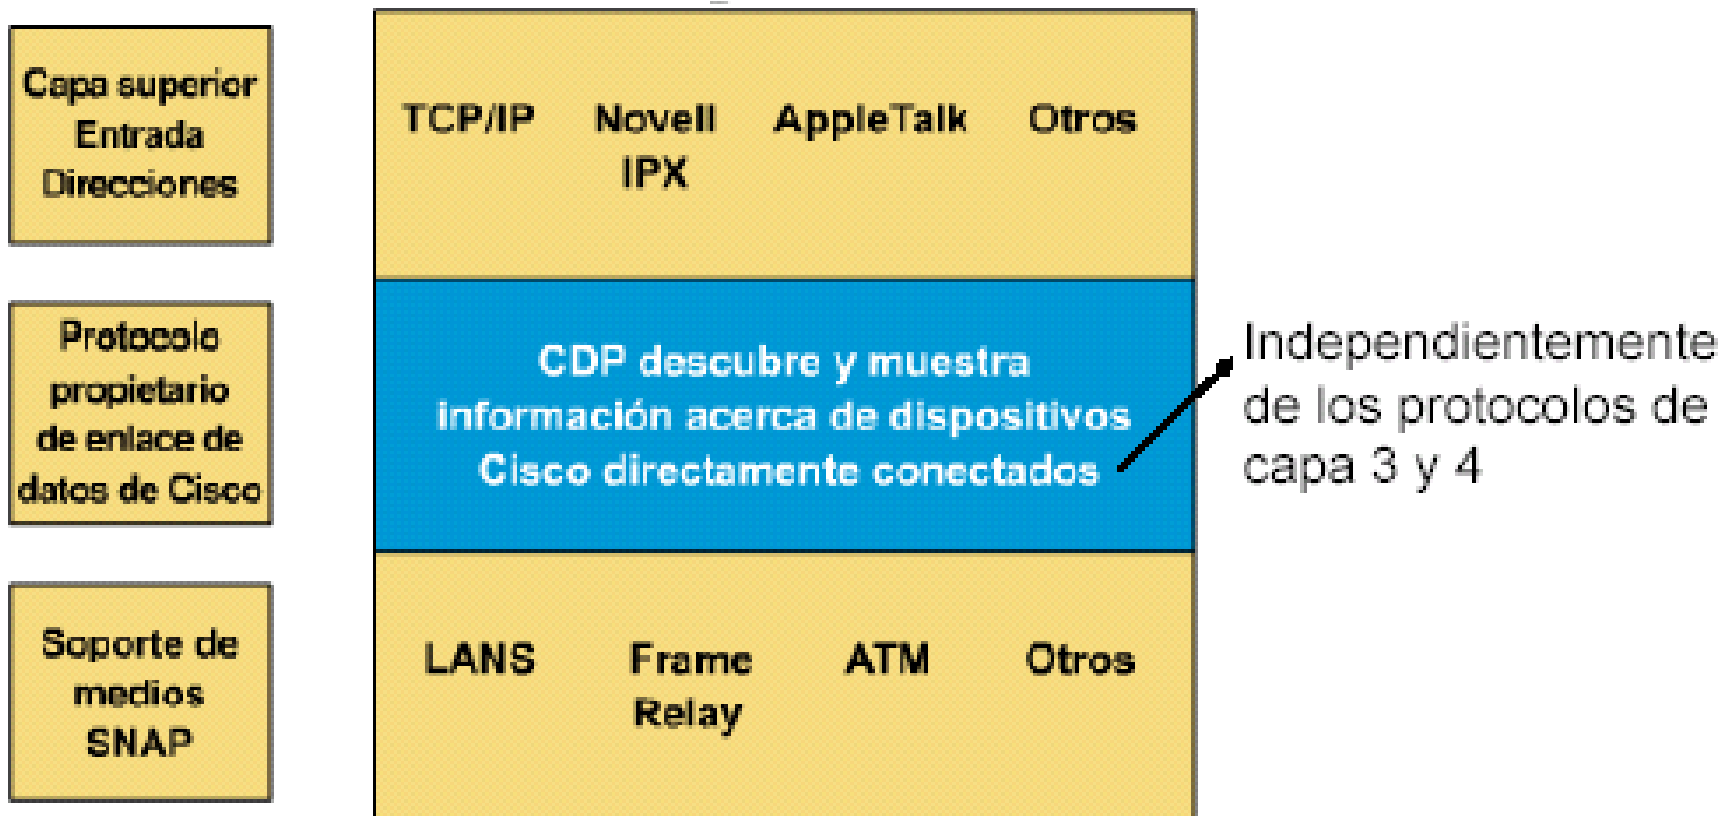 Capa superior
Entrada
Direcciones
TCP/IP Novell AppleTalk Otros
IPX
Protocolo
propietario
de enlace de
datos de Cisco
CDP descubre y muestra
información acerca de dispositivos
Cisco directamente conectados
Independientemente
de los protocolos de
capa 3 y 4
Soporte de
medios
SNAP
LANS Frame ATM Otros
Relay